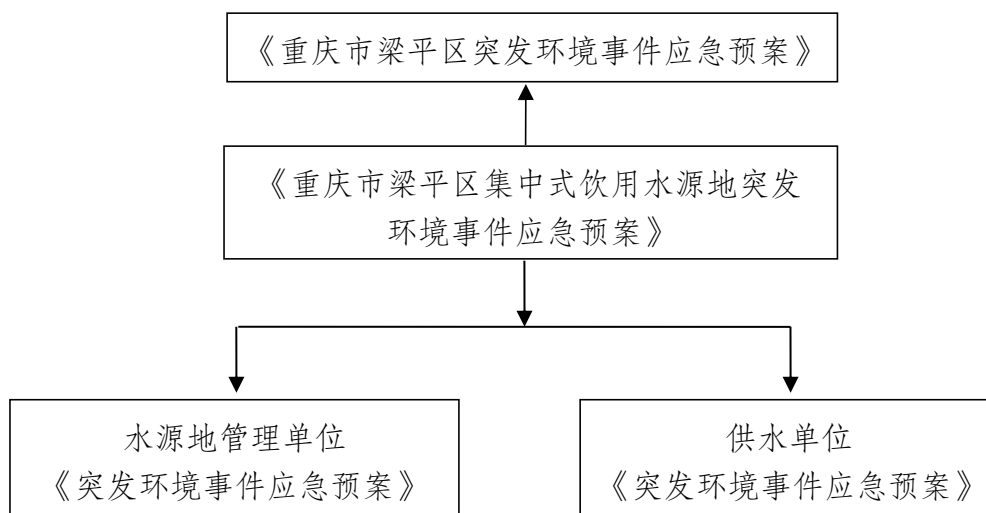 《重庆市梁平区突发环境事件应急预案》
《重庆市梁平区集中式饮用水源地突发
环境事件应急预案》
水源地管理单位
《突发环境事件应急预案》
供水单位
《突发环境事件应急预案》